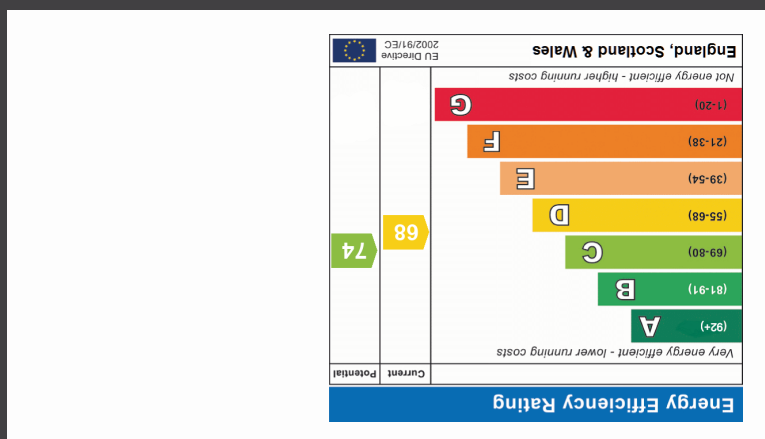 Energy Efficiency Rating
Current Potential
Very energy efficient - lower running costs
(92+) A
(81-91) B
(69-80) C
74
68
(55-68) D
(39-54) E
(21-38) F
(1-20) G
Not energy efficient - higher running costs
England, Scotland & Wales
EU Directive
2002/91/EC